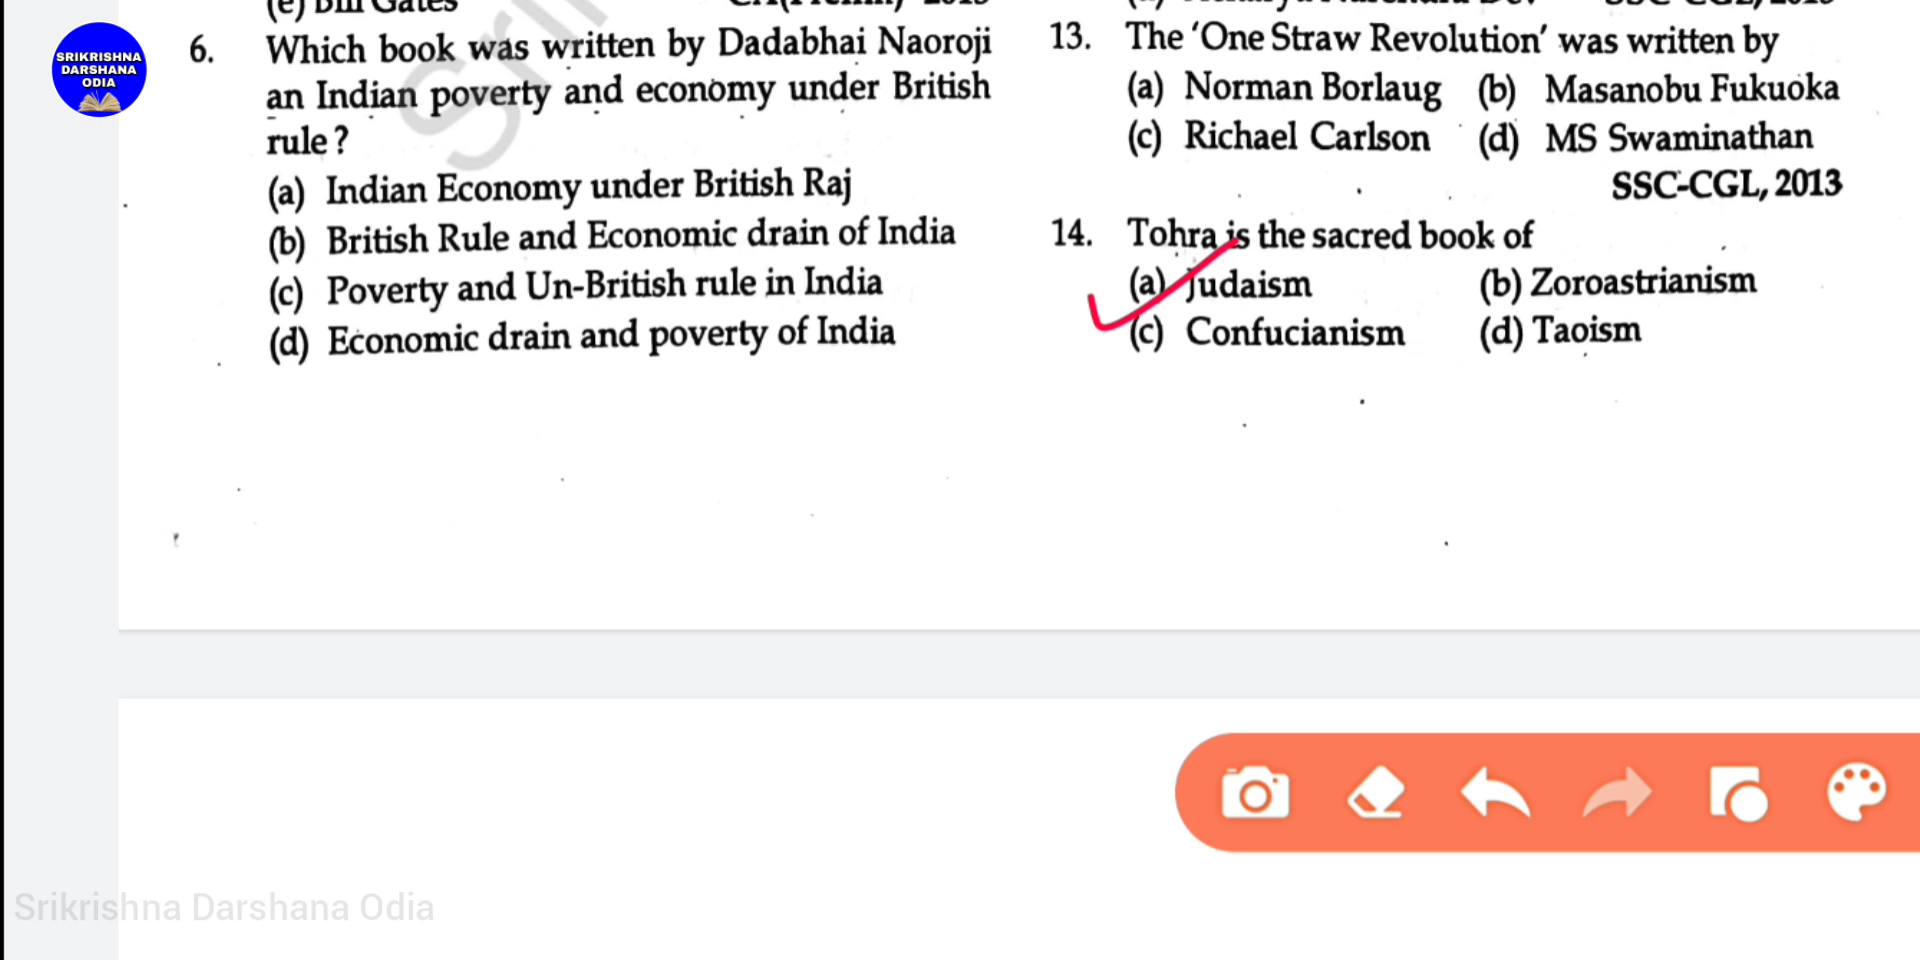 SRIKRISHNA
DARSHANA
ODIA
(e) Bill Gates
6. Which book was written by Dadabhai Naoroji
an Indian poverty and economy under British
rule ?
(a) Indian Economy under British Raj
(b) British Rule and Economic drain of India
(c) Poverty and Un-British rule in India
(d) Economic drain and poverty of India
13. The ‘One Straw Revolution’ was written by
(a) Norman Borlaug (b) Masanobu Fukuoka
(c) Richael Carlson (d) MS Swaminathan
SSC-CGL, 2013
14. Tohra is the sacred book of
(a) Judaism (b) Zoroastrianism
(c) Confucianism (d) Taoism
Srikrishna Darshana Odia